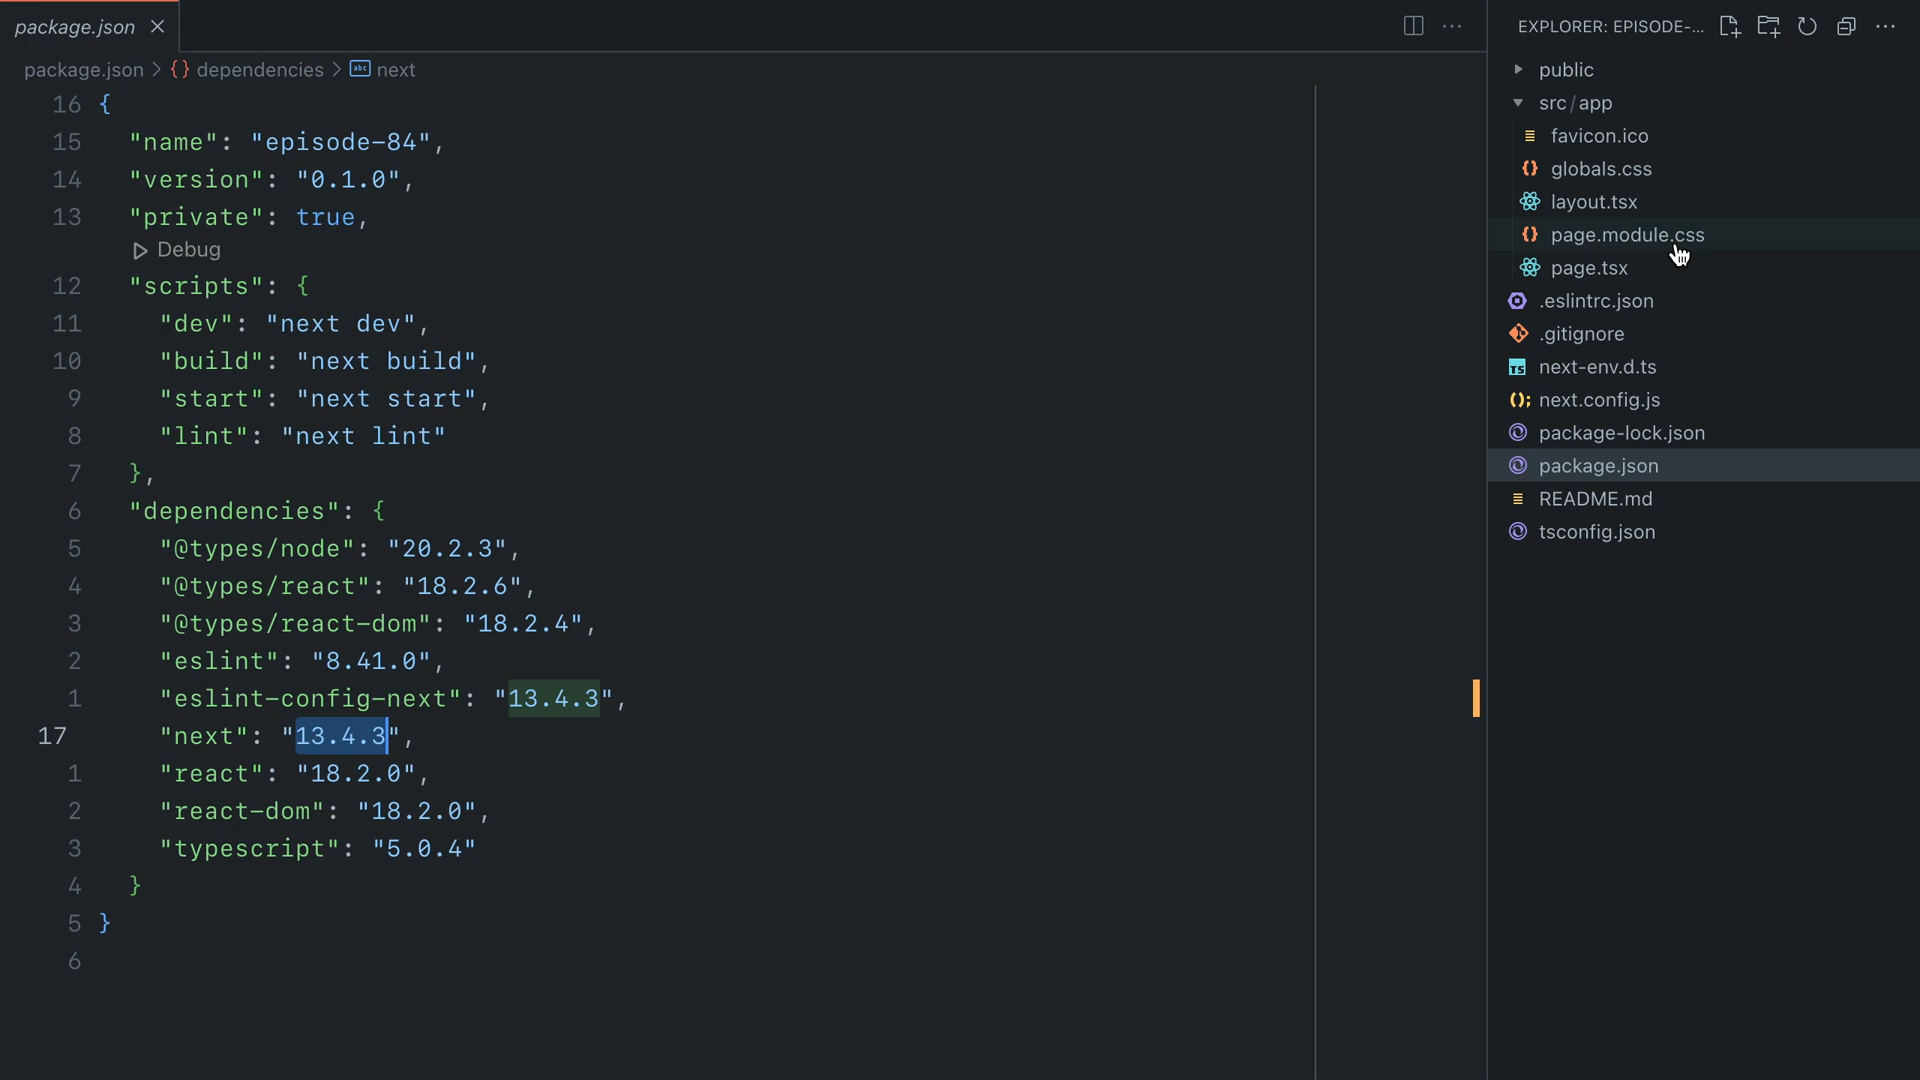 package.json
EXPLORER: EPISODE-...
package.json > {} dependencies > abc next
16 {
15 "name": "episode-84",
14 "version": "0.1.0",
13 "private": true,
Debug
12 "scripts": {
11 "dev": "next dev",
10 "build": "next build",
9 "start": "next start",
8 "lint": "next lint"
7 },
6 "dependencies": {
5 "@types/node": "20.2.3",
4 "@types/react": "18.2.6",
3 "@types/react-dom": "18.2.4",
2 "eslint": "8.41.0",
1 "eslint-config-next": "13.4.3",
17 "next": "13.4.3",
1 "react": "18.2.0",
2 "react-dom": "18.2.0",
3 "typescript": "5.0.4"
4 }
5 }
6
public
src/app
favicon.ico
{} globals.css
layout.tsx
{} page.module.css
page.tsx
.eslintrc.json
.gitignore
TS next-env.d.ts
(); next.config.js
package-lock.json
package.json
README.md
tsconfig.json